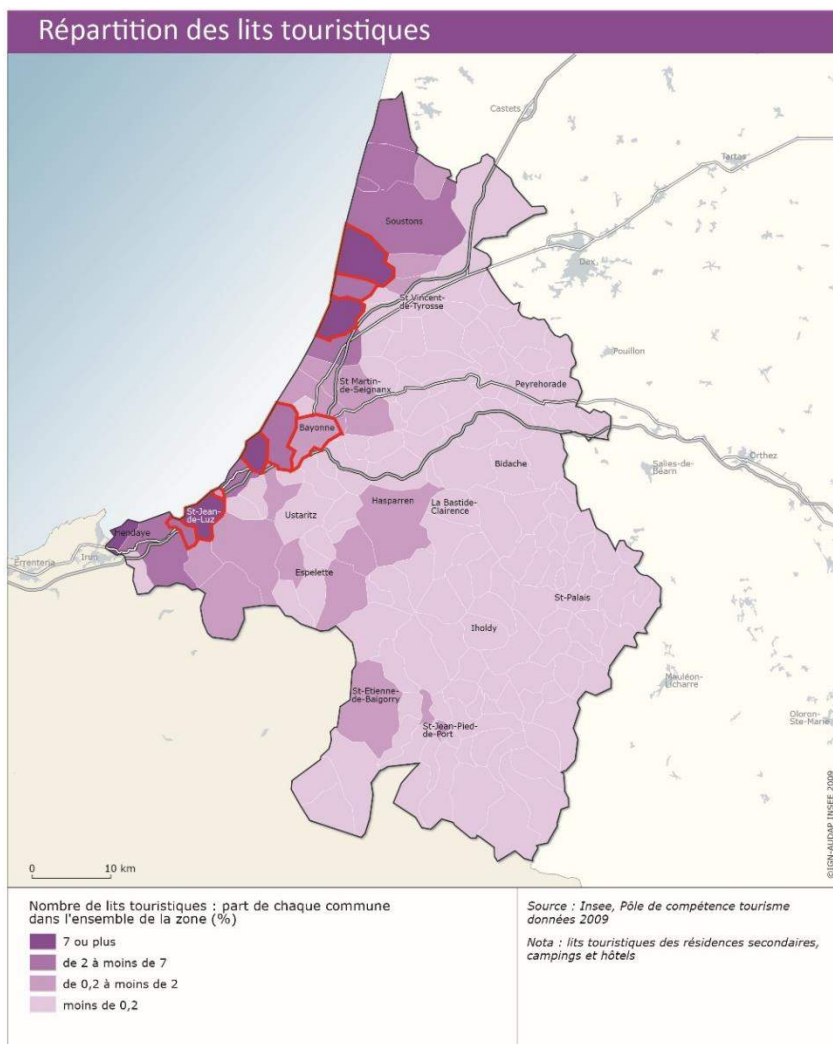 Répartition des lits touristiques
Castets
Tartas
Soustons
Dax
St Vincent-
de-Tyrosse
Pouillon
St Martin-
de-Seignanx
Peyrehorade
Bayonne
Orthez
Bidache
Salies-de-
Béarn
St-Jean-
de-Luz
Hasparren
La Bastide-
Clairence
Ustaritz
Hendaye
Irun
Errenteria
Espelette
St-Palais
Iholdy
St-Etienne-
de-Baigorry
Mauléon-
Licharre
St-Jean-Pied-
de-Port
Oloron-
Ste-Marie
0 10 km
©IGN-AUDAP INSEE 2009
Nombre de lits touristiques : part de chaque commune
dans l'ensemble de la zone (%)
7 ou plus
de 2 à moins de 7
de 0,2 à moins de 2
moins de 0,2
Source : Insee, Pôle de compétence tourisme
données 2009
Nota : lits touristiques des résidences secondaires,
campings et hôtels